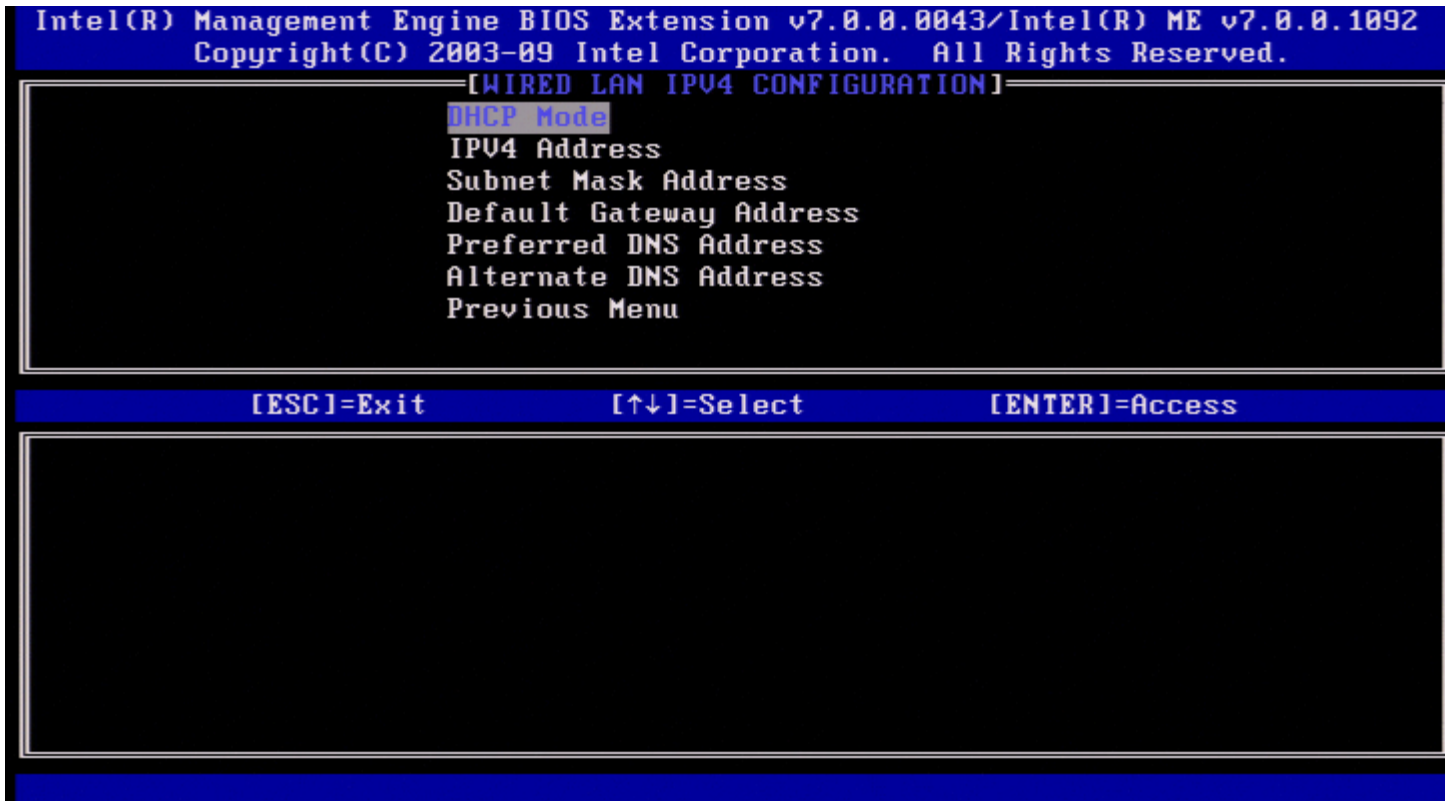 Intel(R) Management Engine BIOS Extension v7.0.0.0043/Intel(R) ME v7.0.0.1092
Copyright(C) 2003-09 Intel Corporation. All Rights Reserved.
[WIRED LAN IPV4 CONFIGURATION]
DHCP Mode
IPV4 Address
Subnet Mask Address
Default Gateway Address
Preferred DNS Address
Alternate DNS Address
Previous Menu
[ESC]=Exit [↑↓]=Select [ENTER]=Access